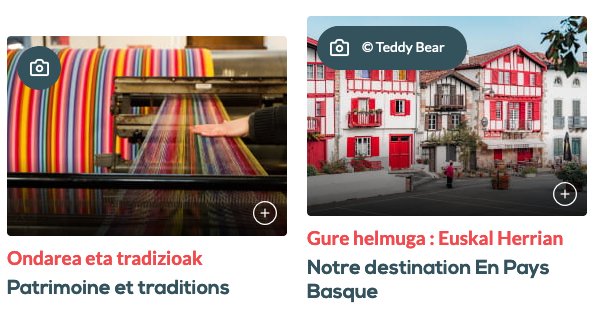 Ondarea eta tradizioak
Patrimoine et traditions
© Teddy Bear
Gure helmuga : Euskal Herrian
Notre destination En Pays
Basque